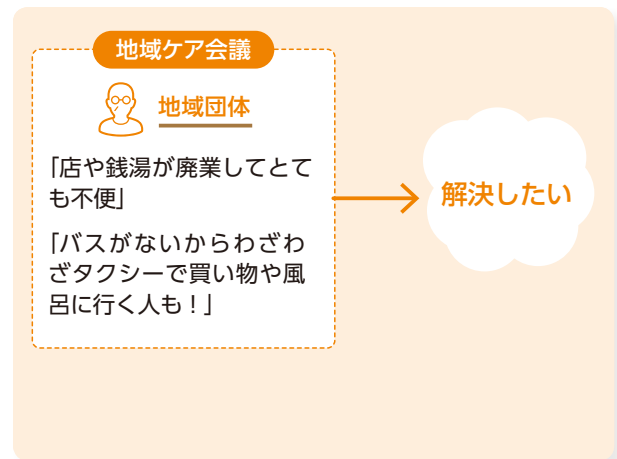 地域ケア会議
地域団体
「店や銭湯が廃業してとて
も不便」
「バスがないからわざわ
ざタクシーで買い物や風
呂に行く人も！」
解決したい